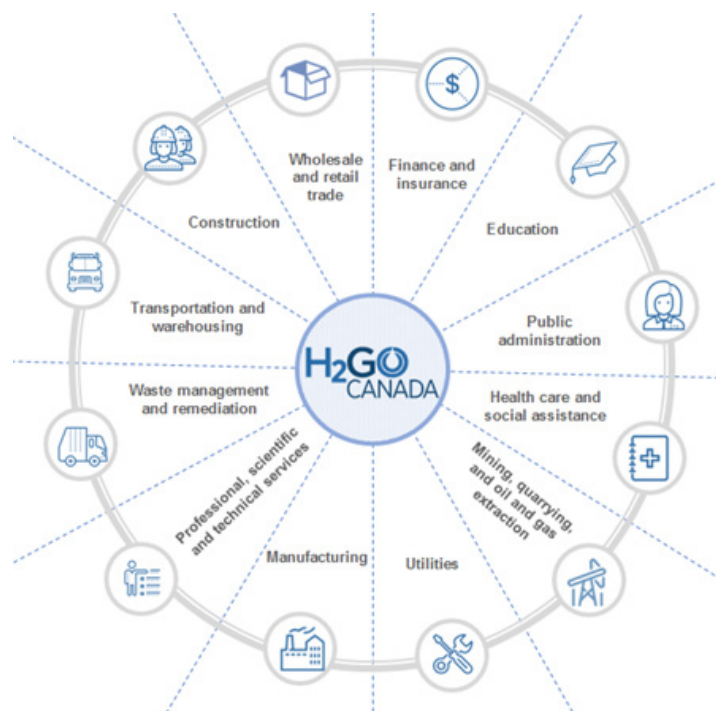 Wholesale
and retail
trade
Finance and
insurance
$
Construction
Education
Transportation and
warehousing
Public
administration
H2GO
CANADA
Waste management
and remediation
Health care and
social assistance
Professional, scientific
and technical services
Mining, quarrying,
and oil and gas
extraction
Manufacturing
Utilities